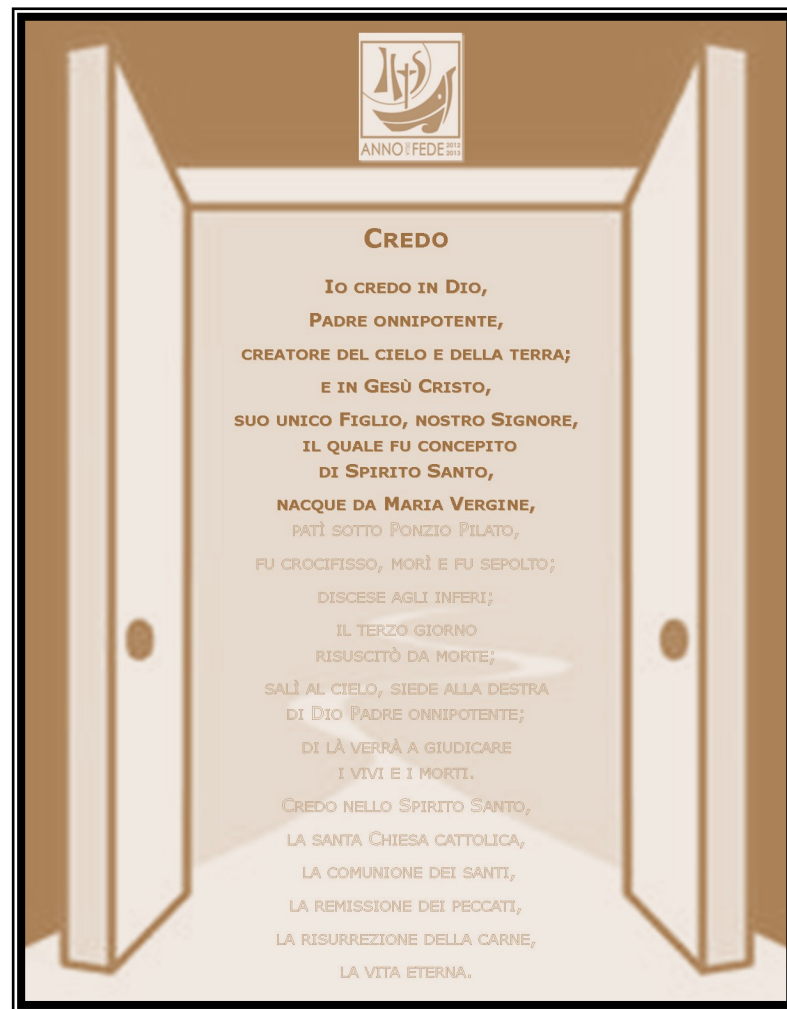 IHS
ANNO DELLA FEDE 2012 2013
CREDO
IO CREDO IN DIO,
PADRE ONNIPOTENTE,
CREATORE DEL CIELO E DELLA TERRA;
E IN GESÙ CRISTO,
SUO UNICO FIGLIO, NOSTRO SIGNORE,
IL QUALE FU CONCEPITO
DI SPIRITO SANTO,
NACQUE DA MARIA VERGINE,
PATÌ SOTTO PONZIO PILATO,
FU CROCIFISSO, MORÌ E FU SEPOLTO;
DISCESE AGLI INFERI;
IL TERZO GIORNO
RISUSCITÒ DA MORTE;
SALÌ AL CIELO, SIEDE ALLA DESTRA
DI DIO PADRE ONNIPOTENTE;
DI LÀ VERRÀ A GIUDICARE
I VIVI E I MORTI.
CREDO NELLO SPIRITO SANTO,
LA SANTA CHIESA CATTOLICA,
LA COMUNIONE DEI SANTI,
LA REMISSIONE DEI PECCATI,
LA RISURREZIONE DELLA CARNE,
LA VITA ETERNA.